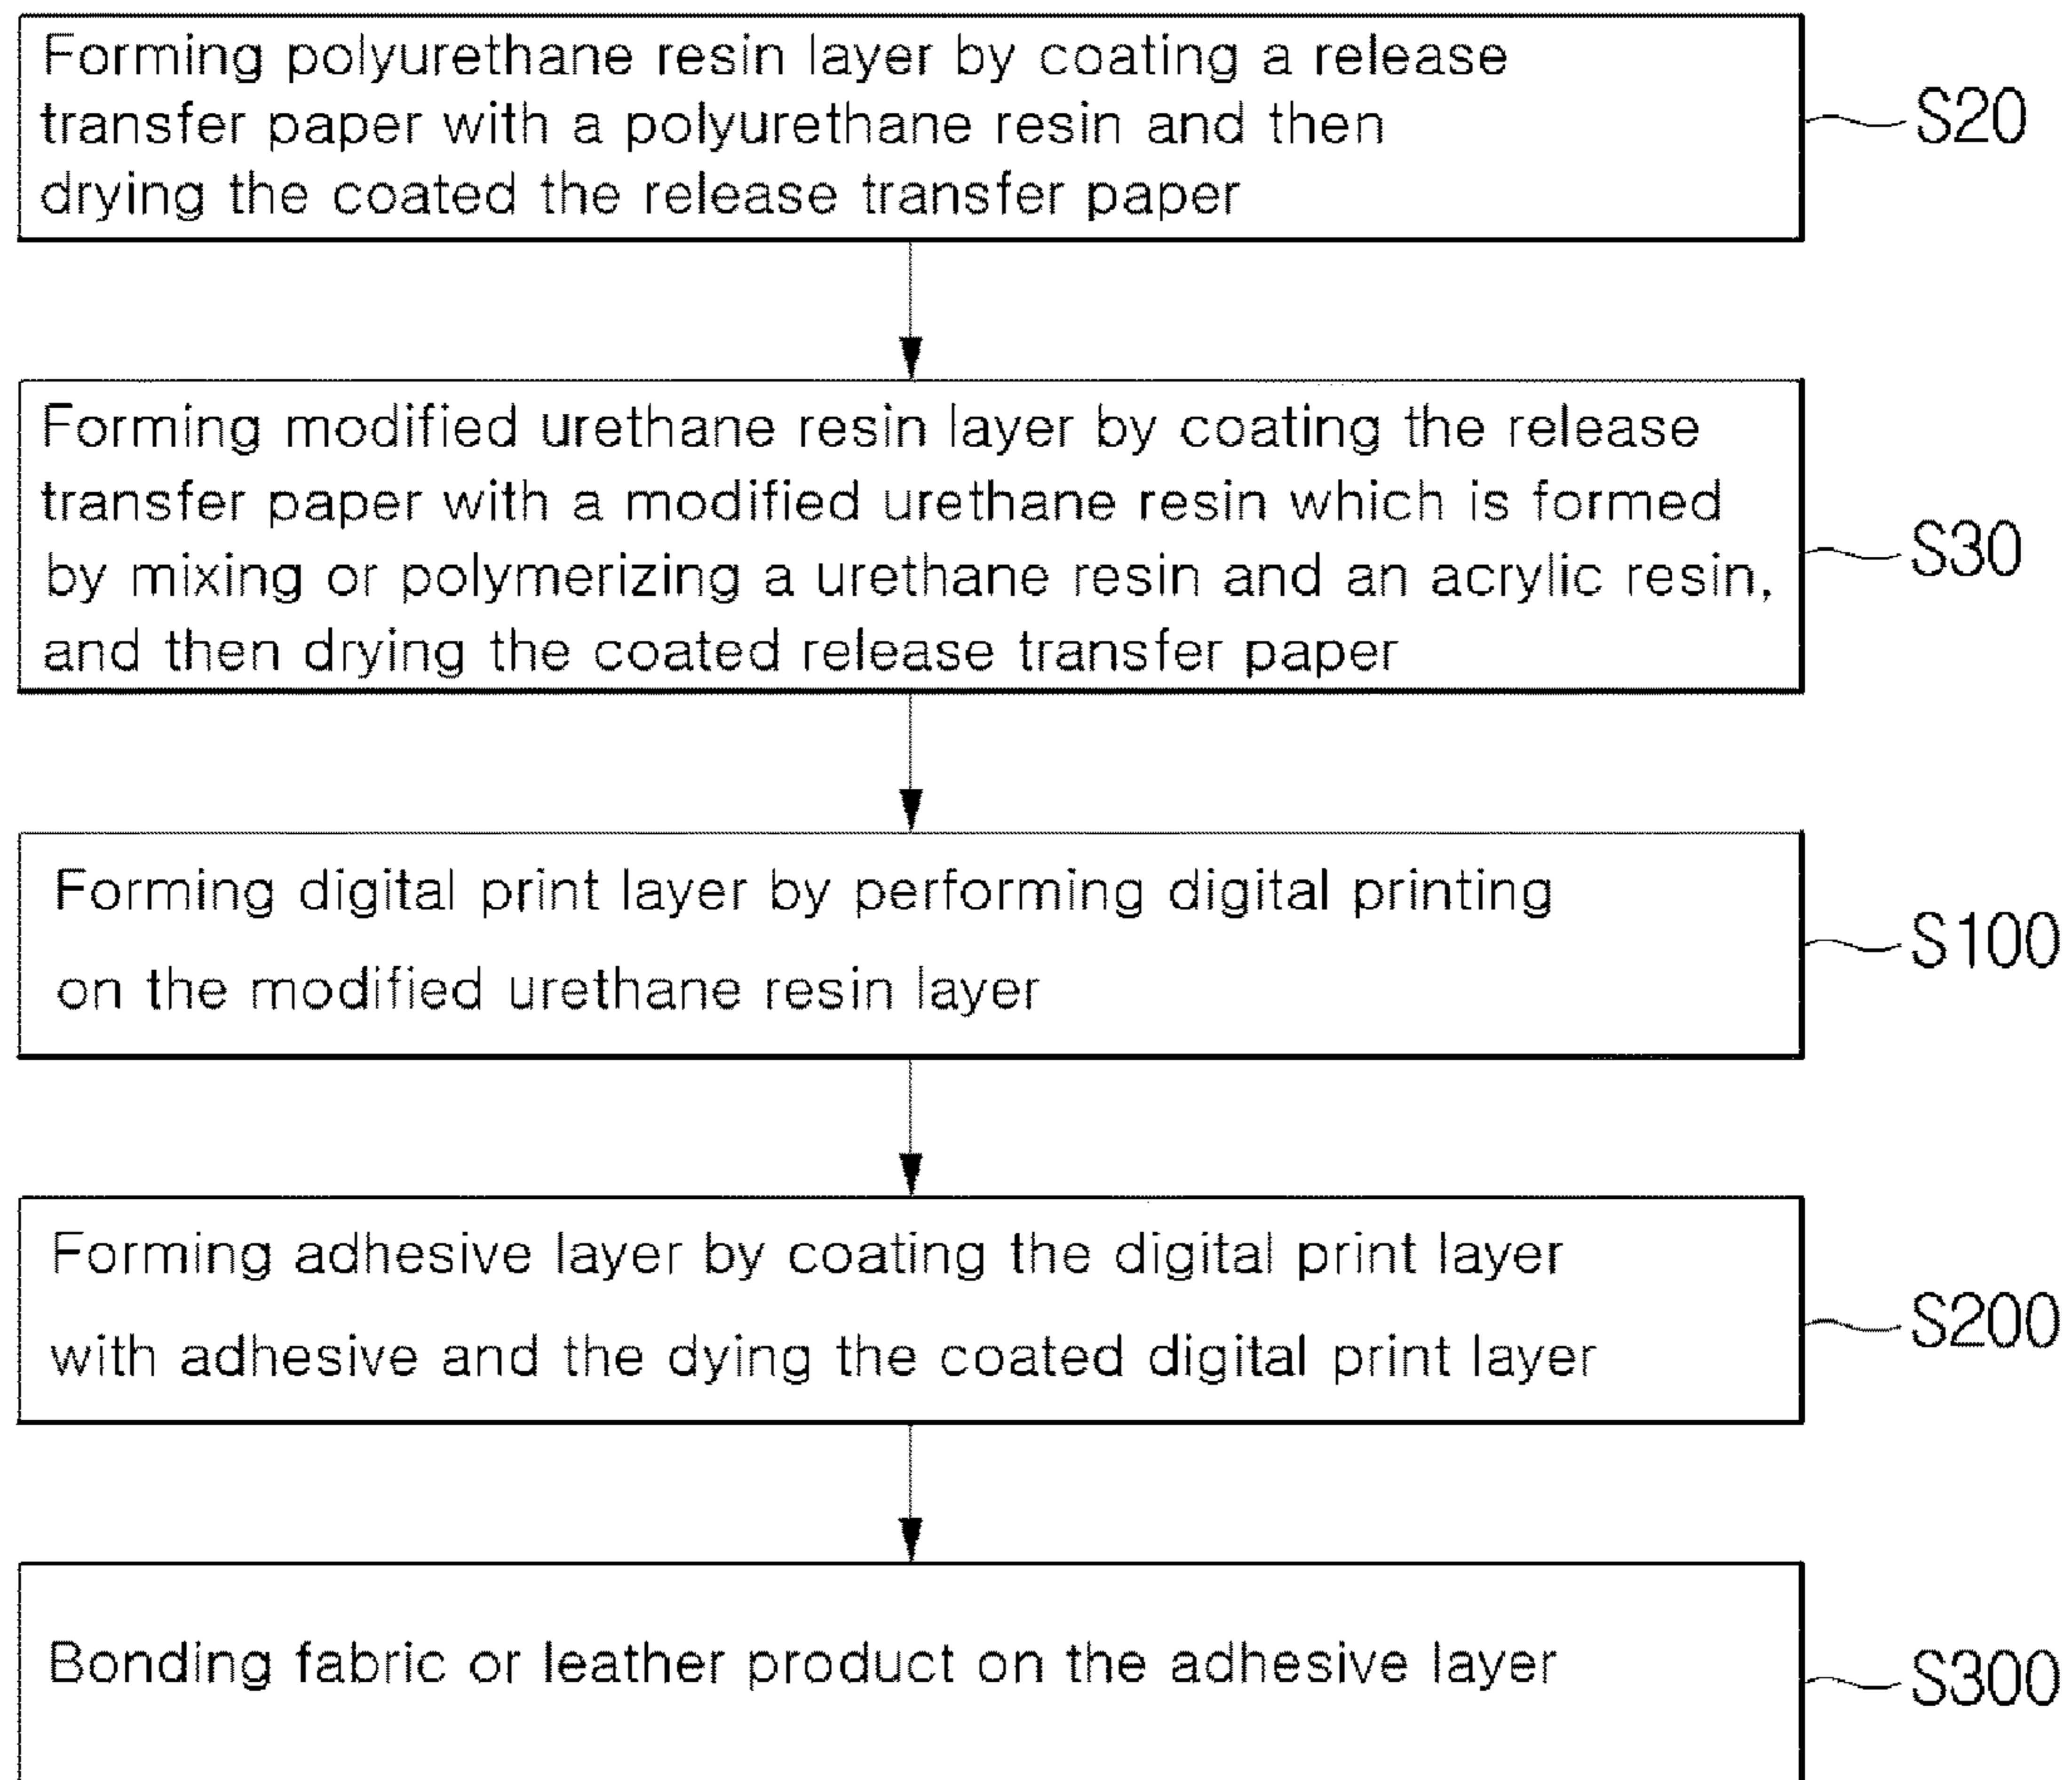 Forming polyurethane resin layer by coating a release
transfer paper with a polyurethane resin and then
drying the coated the release transfer paper
S20
Forming modified urethane resin layer by coating the release
transfer paper with a modified urethane resin which is formed
by mixing or polymerizing a urethane resin and an acrylic resin,
and then drying the coated release transfer paper
S30
Forming digital print layer by performing digital printing
on the modified urethane resin layer
S100
Forming adhesive layer by coating the digital print layer
with adhesive and the dying the coated digital print layer
S200
Bonding fabric or leather product on the adhesive layer
S300